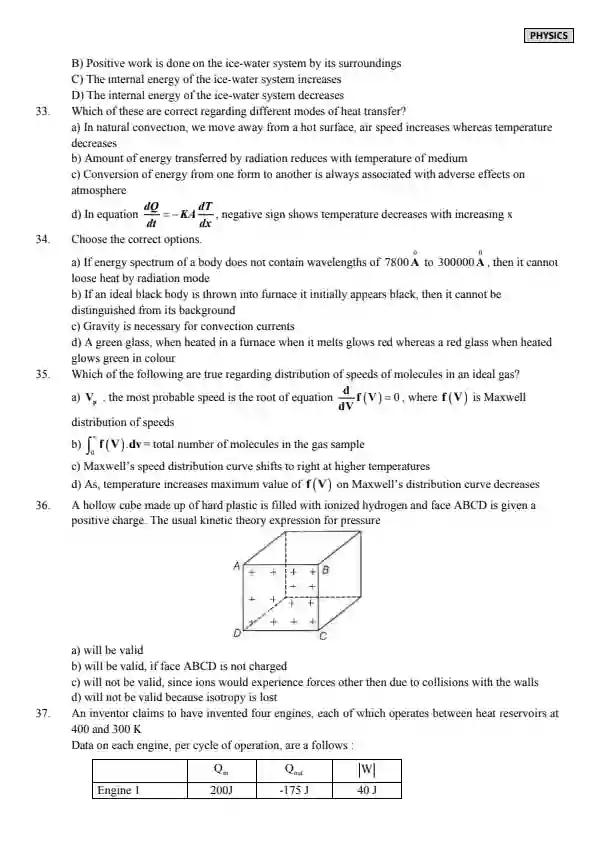 PHYSICS
B) Positive work is done on the ice-water system by its surroundings
C) The internal energy of the ice-water system increases
D) The internal energy of the ice-water system decreases
33. Which of these are correct regarding different modes of heat transfer?
a) In natural convection, we move away from a hot surface, air speed increases whereas temperature
decreases
b) Amount of energy transferred by radiation reduces with temperature of medium
c) Conversion of energy from one form to another is always associated with adverse effects on
atmosphere
d) In equation dQ/dt = -KA dT/dx, negative sign shows temperature decreases with increasing x
34. Choose the correct options.
a) If energy spectrum of a body does not contain wavelengths of 7800 Å to 300000 Å, then it cannot
loose heat by radiation mode
b) If an ideal black body is thrown into furnace it initially appears black, then it cannot be
distinguished from its background
c) Gravity is necessary for convection currents
d) A green glass, when heated in a furnace when it melts glows red whereas a red glass when heated
glows green in colour
35. Which of the following are true regarding distribution of speeds of molecules in an ideal gas?
a) Vₚ . the most probable speed is the root of equation d/dV f(V) = 0, where f(V) is Maxwell
distribution of speeds
b) ∫₀^∞ f(V).dv = total number of molecules in the gas sample
c) Maxwell's speed distribution curve shifts to right at higher temperatures
d) As, temperature increases maximum value of f(V) on Maxwell's distribution curve decreases
36. A hollow cube made up of hard plastic is filled with ionized hydrogen and face ABCD is given a
positive charge. The usual kinetic theory expression for pressure
A + + + + B
+ +
+ + + +
D + + + + C
a) will be valid
b) will be valid, if face ABCD is not charged
c) will not be valid, since ions would experience forces other then due to collisions with the walls
d) will not be valid because isotropy is lost
37. An inventor claims to have invented four engines, each of which operates between heat reservoirs at
400 and 300 K
Data on each engine, per cycle of operation, are a follows :
Qin Qout |W|
Engine 1 200J -175 J 40 J